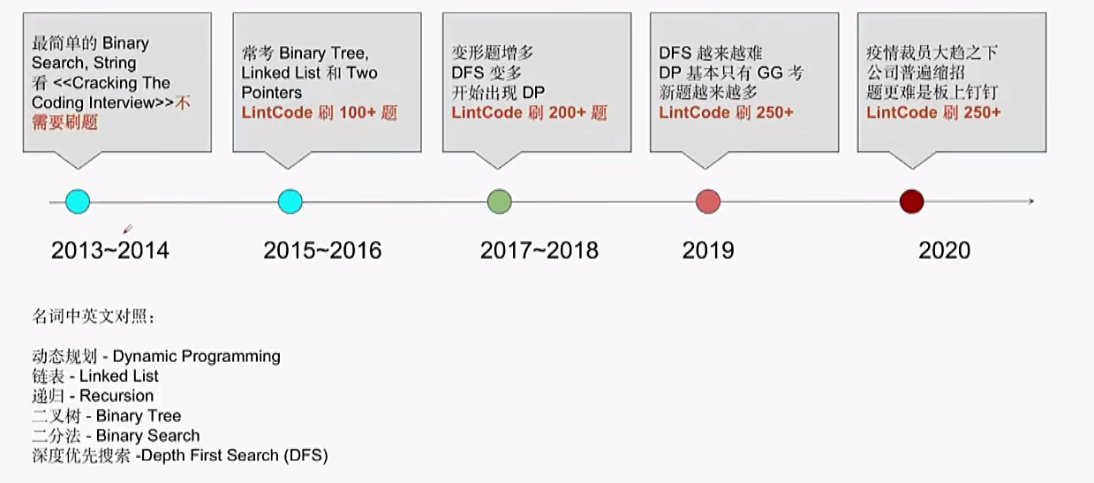 最简单的 Binary
Search, String
看 <<Cracking The
Coding Interview>>不
需要刷题
常考 Binary Tree,
Linked List 和 Two
Pointers
LintCode 刷 100+ 题
变形题增多
DFS 变多
开始出现 DP
LintCode 刷 200+ 题
DFS 越来越难
DP 基本只有 GG 考
新题越来越多
LintCode 刷 250+
疫情裁员大趋之下
公司普遍缩招
题更难是板上钉钉
LintCode 刷 250+
2013~2014
2015~2016
2017~2018
2019
2020
名词中英文对照：
动态规划 - Dynamic Programming
链表 - Linked List
递归 - Recursion
二叉树 - Binary Tree
二分法 - Binary Search
深度优先搜索 -Depth First Search (DFS)